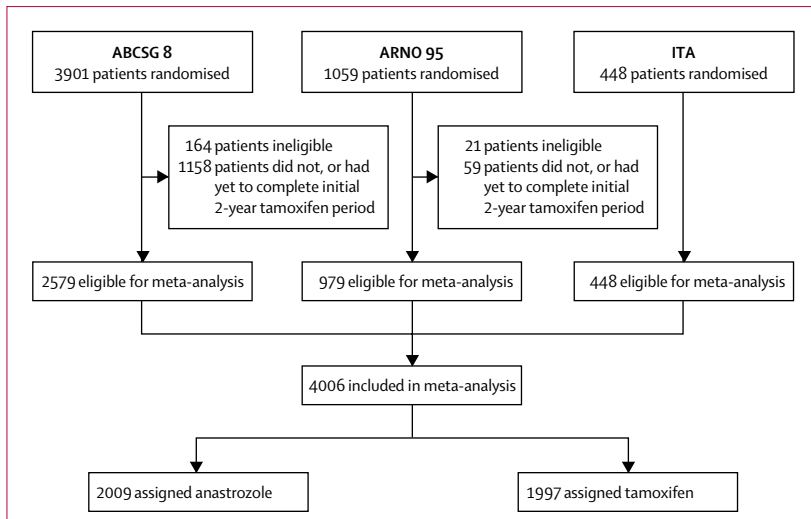 ABCSG 8
3901 patients randomised
ARNO 95
1059 patients randomised
ITA
448 patients randomised
164 patients ineligible
1158 patients did not, or had
yet to complete initial
2-year tamoxifen period
21 patients ineligible
59 patients did not, or had
yet to complete initial
2-year tamoxifen period
2579 eligible for meta-analysis
979 eligible for meta-analysis
448 eligible for meta-analysis
4006 included in meta-analysis
2009 assigned anastrozole
1997 assigned tamoxifen